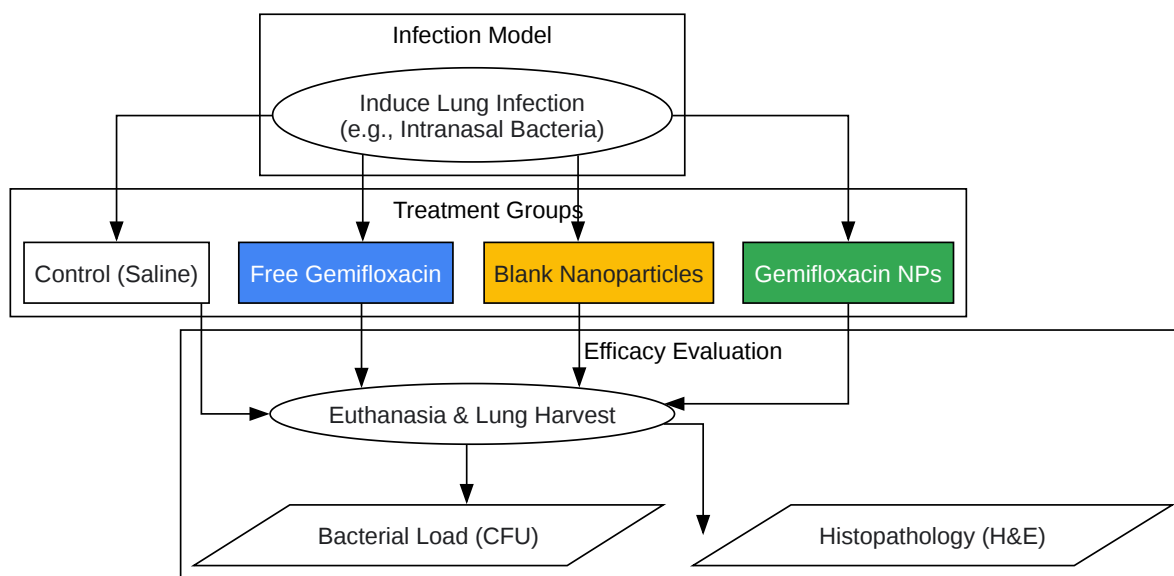 Infection Model
Induce Lung Infection
(e.g., Intranasal Bacteria)
Treatment Groups
Control (Saline)
Free Gemifloxacin
Blank Nanoparticles
Gemifloxacin NPs
Efficacy Evaluation
Euthanasia & Lung Harvest
Bacterial Load (CFU)
Histopathology (H&E)